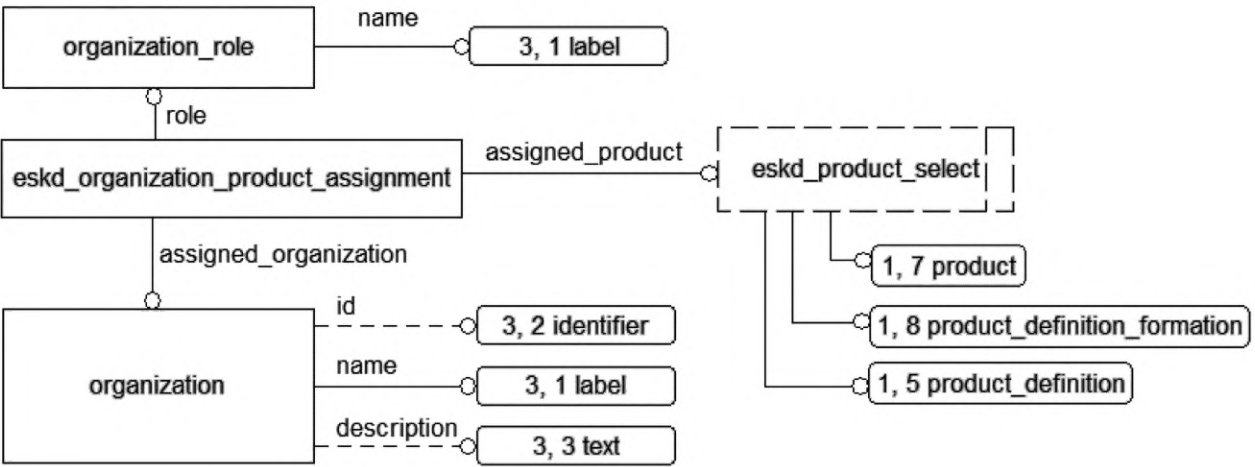 name
organization_role
3, 1 label
role
eskd_organization_product_assignment
assigned_product
eskd_product_select
assigned_organization
1, 7 product
id
3, 2 identifier
1, 8 product_definition_formation
organization
name
3, 1 label
1, 5 product_definition
description
3, 3 text